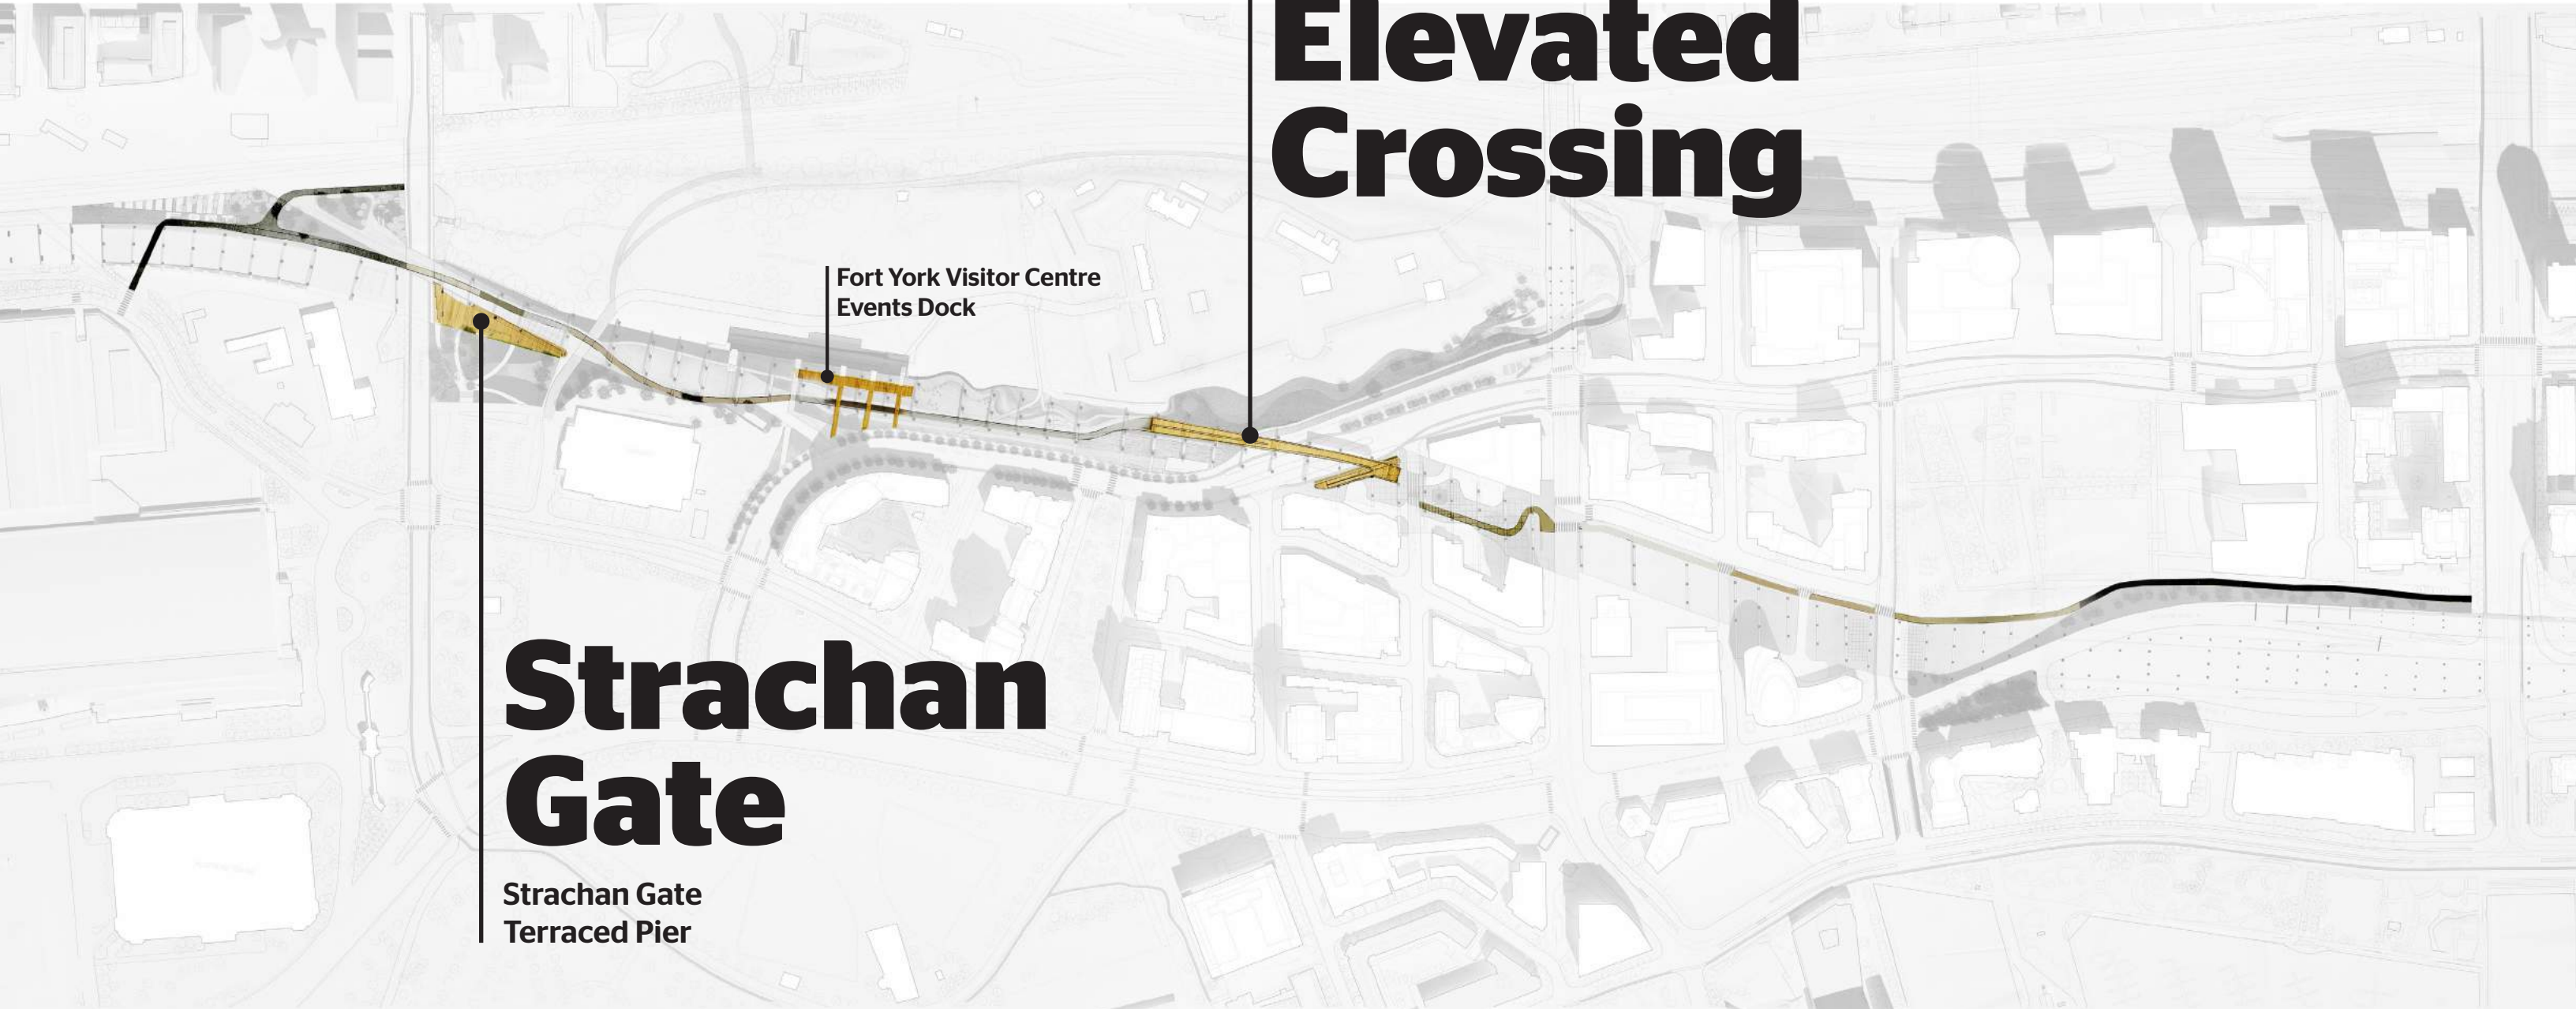 Elevated
Crossing
Fort York Visitor Centre
Events Dock
Strachan
Gate
Strachan Gate
Terraced Pier